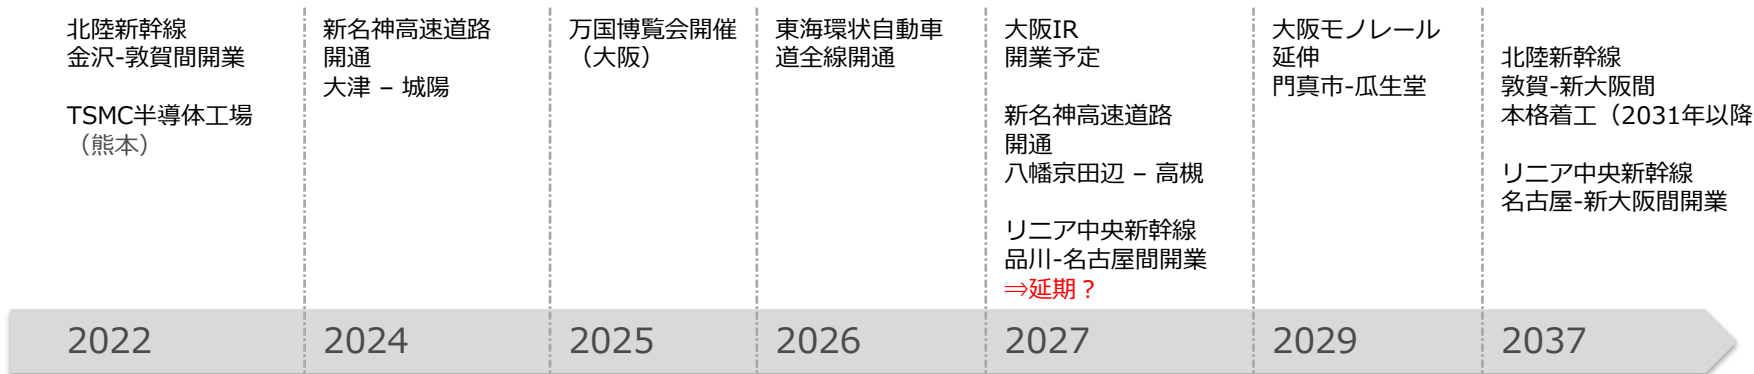 北陸新幹線
金沢-敦賀間開業
TSMC半導体工場
（熊本）
新名神高速道路
開通
大津 – 城陽
万国博覧会開催
（大阪）
東海環状自動車
道全線開通
大阪IR
開業予定
新名神高速道路
開通
八幡京田辺 – 高槻
リニア中央新幹線
品川-名古屋間開業
⇒延期？
大阪モノレール
延伸
門真市-瓜生堂
北陸新幹線
敦賀-新大阪間
本格着工（2031年以降
リニア中央新幹線
名古屋-新大阪間開業
2022
2024
2025
2026
2027
2029
2037